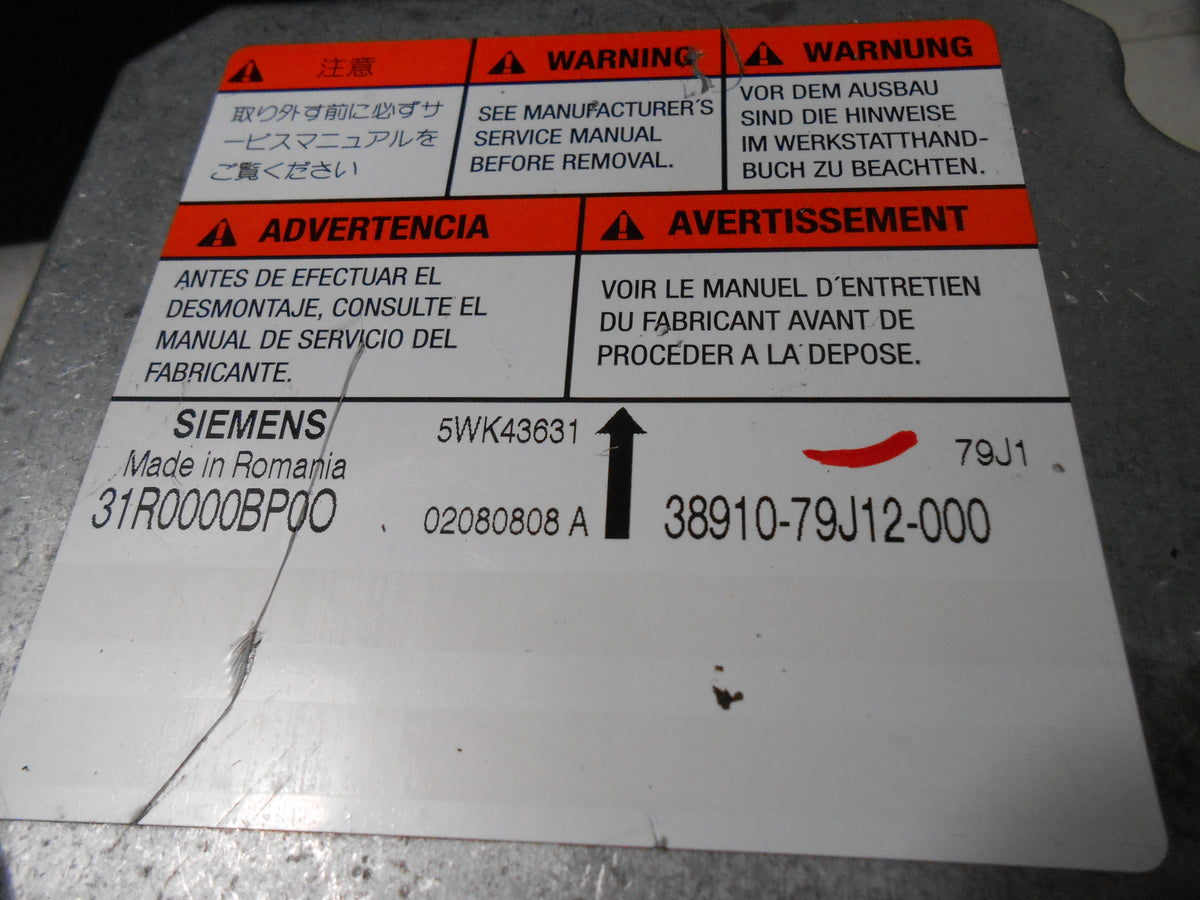 注意
取り外す前に必ずサ
ービスマニュアルを
ご覧ください
WARNING
SEE MANUFACTURER´S
SERVICE MANUAL
BEFORE REMOVAL.
WARNUNG
VOR DEM AUSBAU
SIND DIE HINWEISE
IM WERKSTATTHAND-
BUCH ZU BEACHTEN.
ADVERTENCIA
ANTES DE EFECTUAR EL
DESMONTAJE, CONSULTE EL
MANUAL DE SERVICIO DEL
FABRICANTE.
AVERTISSEMENT
VOIR LE MANUEL D´ENTRETIEN
DU FABRICANT AVANT DE
PROCEDER A LA DEPOSE.
SIEMENS
Made in Romania
31R0000BP0O
5WK43631
02080808 A
79J1
38910-79J12-000